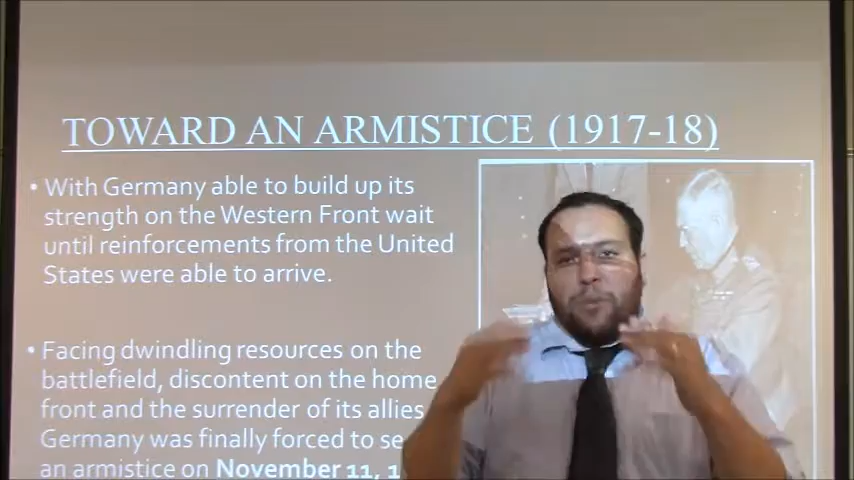 TOWARD AN ARMISTICE (1917-18)
• With Germany able to build up its
strength on the Western Front wait
until reinforcements from the United
States were able to arrive.
• Facing dwindling resources on the
battlefield, discontent on the home
front and the surrender of its allies
Germany was finally forced to se
an armistice on November 11, 1